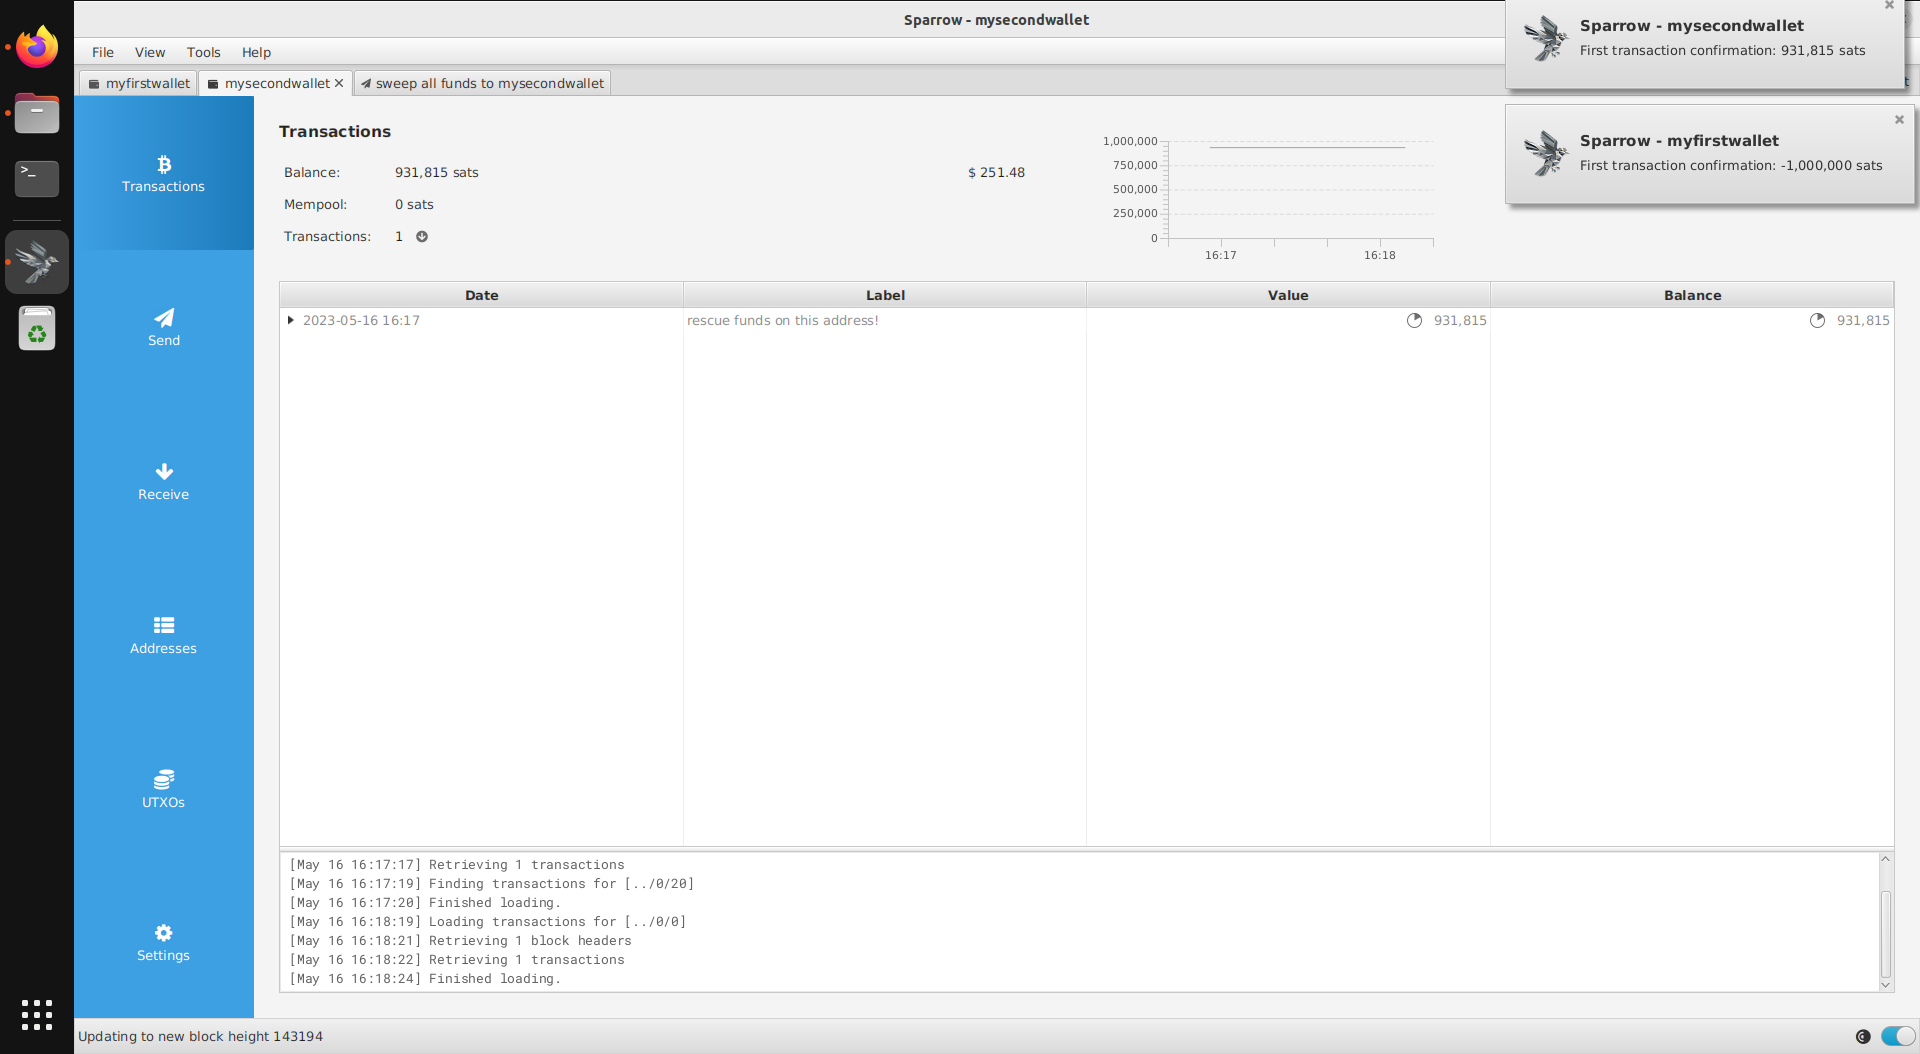 Sparrow - mysecondwallet
File View Tools Help
myfirstwallet mysecondwallet sweep all funds to mysecondwallet
Sparrow - mysecondwallet
First transaction confirmation: 931,815 sats
Sparrow - myfirstwallet
First transaction confirmation: -1,000,000 sats
Transactions
Send
Receive
Addresses
UTXOs
Settings
Transactions
Balance: 931,815 sats $ 251.48
Mempool: 0 sats
Transactions: 1
1,000,000
750,000
500,000
250,000
0
16:17 16:18
Date Label Value Balance
2023-05-16 16:17 rescue funds on this address! 931,815 931,815
[May 16 16:17:17] Retrieving 1 transactions
[May 16 16:17:19] Finding transactions for [../0/20]
[May 16 16:17:20] Finished loading.
[May 16 16:18:19] Loading transactions for [../0/0]
[May 16 16:18:21] Retrieving 1 block headers
[May 16 16:18:22] Retrieving 1 transactions
[May 16 16:18:24] Finished loading.
Updating to new block height 143194